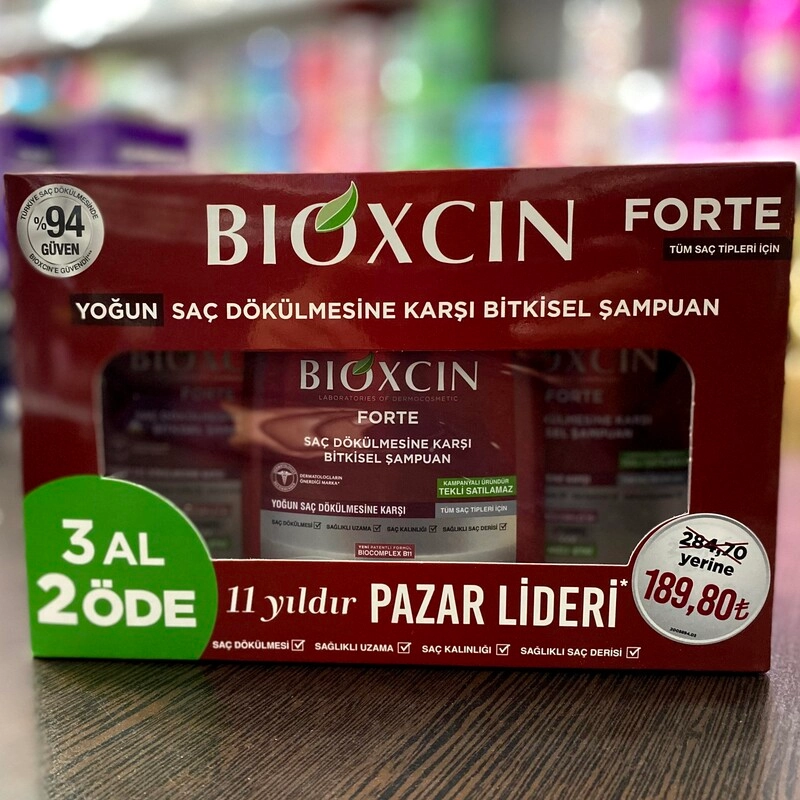 TÜRKİYE SAÇ DÖKÜLMESİNDE
%94
GÜVEN
BIOXCIN'E GÜVENDİ
BIOXCIN FORTE
TÜM SAÇ TİPLERİ İÇİN
YOĞUN SAÇ DÖKÜLMESİNE KARŞI BİTKİSEL ŞAMPUAN
BIOXCIN
LABORATORIES OF DERMOCOSMETIC
FORTE
SAÇ DÖKÜLMESİNE KARŞI
BİTKİSEL ŞAMPUAN
DERMATOLOGLARIN
ÖNERDİĞİ MARKA*
KAMPANYALI ÜRÜNDÜR
TEKLİ SATILAMAZ
YOĞUN SAÇ DÖKÜLMESİNE KARŞI
TÜM SAÇ TİPLERİ İÇİN
SAÇ DÖKÜLMESİ SAĞLIKLI UZAMA SAÇ KALINLIĞI SAĞLIKLI SAÇ DERİSİ
YENİ PATENTLİ FORMÜL
BIOCOMPLEX B11
FORTE
FORTE
3 AL
2 ÖDE
11 yıldır PAZAR LİDERİ*
284,70
yerine
189,80₺
SAÇ DÖKÜLMESİ SAĞLIKLI UZAMA SAÇ KALINLIĞI SAĞLIKLI SAÇ DERİSİ